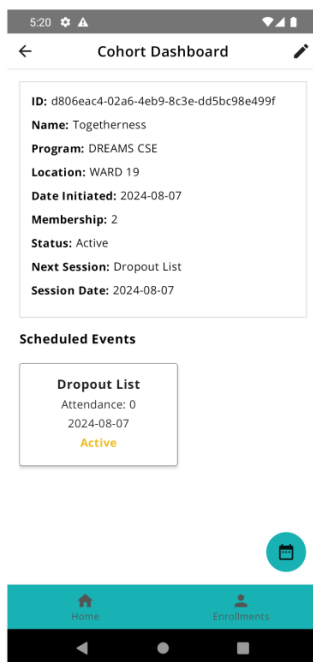 5:20
Cohort Dashboard
ID: d806eac4-02a6-4eb9-8c3e-dd5bc98e499f
Name: Togetherness
Program: DREAMS CSE
Location: WARD 19
Date Initiated: 2024-08-07
Membership: 2
Status: Active
Next Session: Dropout List
Session Date: 2024-08-07
Scheduled Events
Dropout List
Attendance: 0
2024-08-07
Active
Home
Enrollments